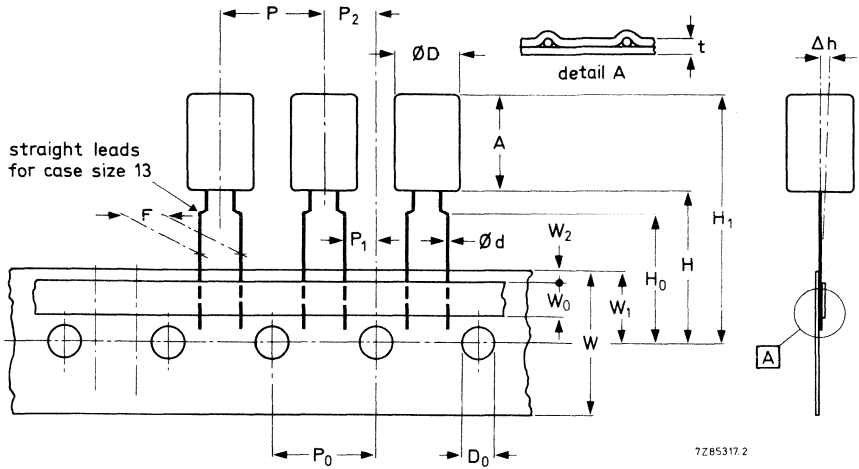 P P₂
ØD
t
detail A
Δh
straight leads
for case size 13
A
F
P₁
Ød
W₂
W₀
W
W₁
H₀
H
H₁
A
P₀
D₀
7Z85317.2